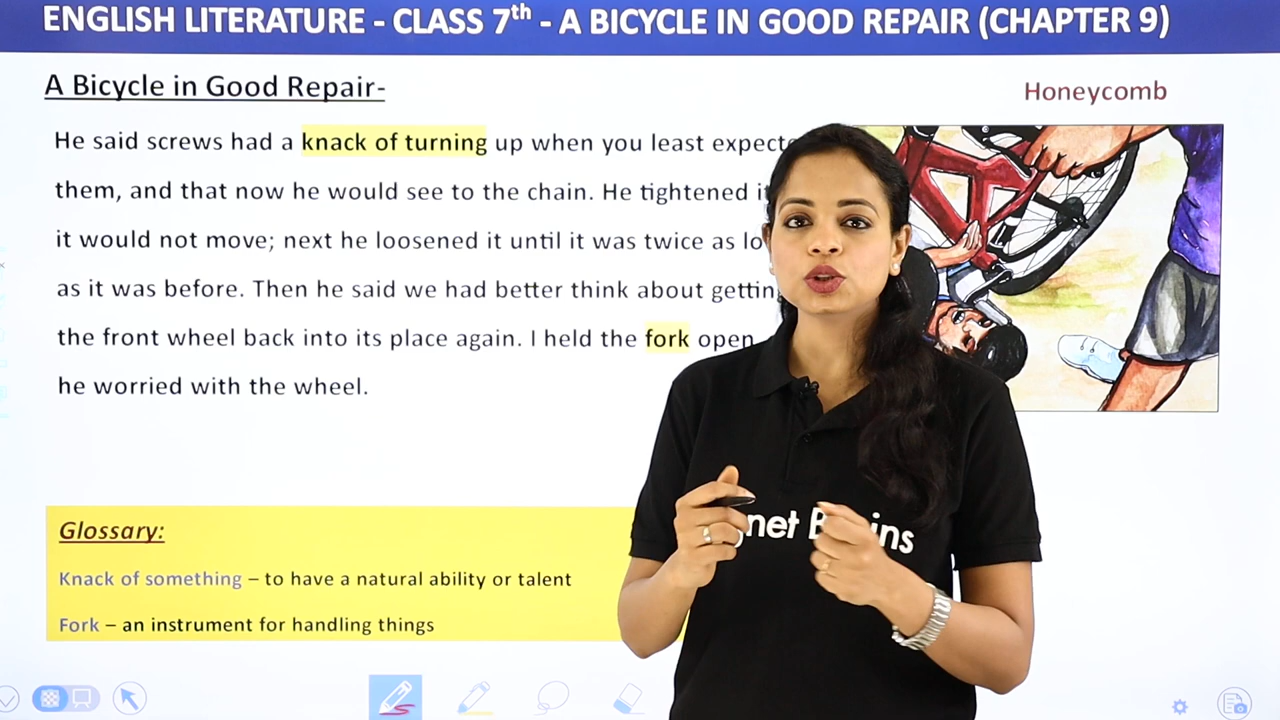 ENGLISH LITERATURE - CLASS 7th - A BICYCLE IN GOOD REPAIR (CHAPTER 9)
A Bicycle in Good Repair-
Honeycomb
He said screws had a knack of turning up when you least expect
them, and that now he would see to the chain. He tightened it
it would not move; next he loosened it until it was twice as lo
as it was before. Then he said we had better think about getting
the front wheel back into its place again. I held the fork open
he worried with the wheel.
Glossary:
Knack of something – to have a natural ability or talent
Fork – an instrument for handling things
net B ins